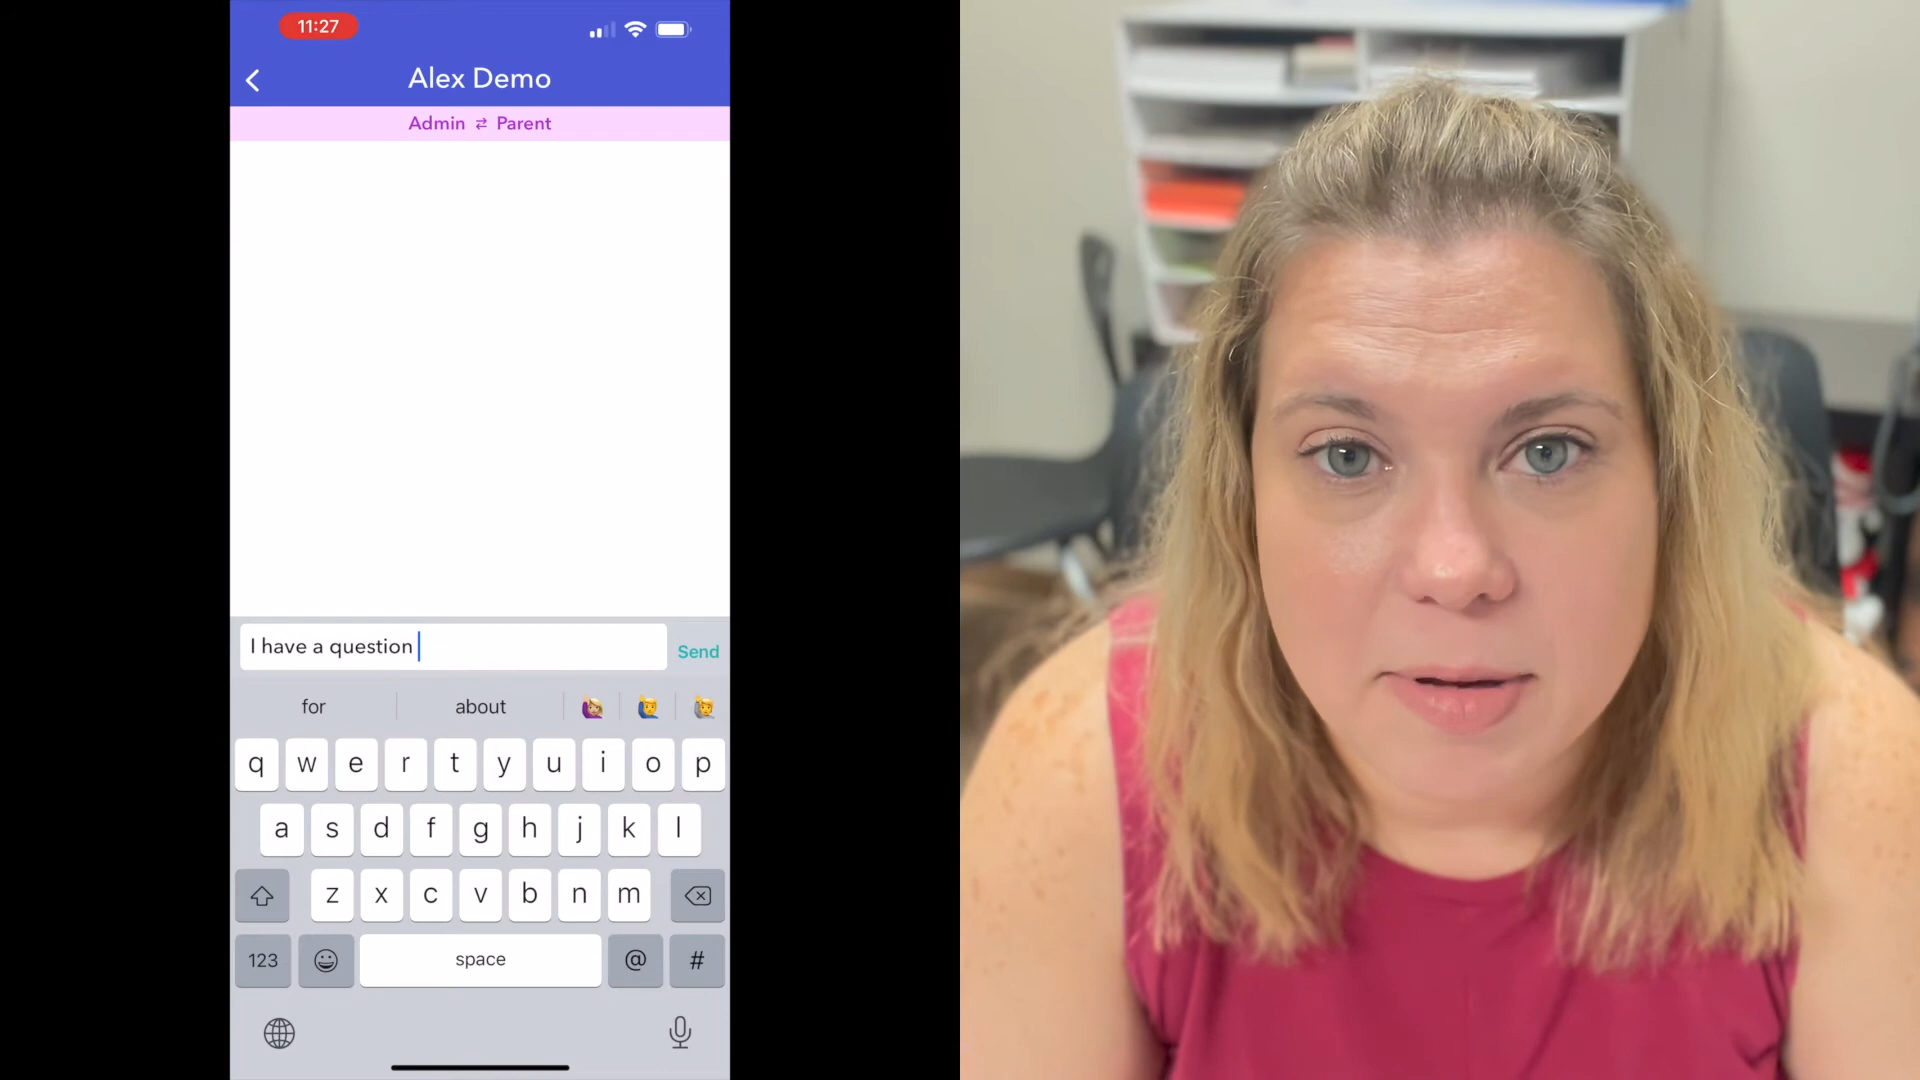 11:27
Alex Demo
Admin ⇄ Parent
I have a question
Send
for about
q w e r t y u i o p
a s d f g h j k l
z x c v b n m
123 space @ #